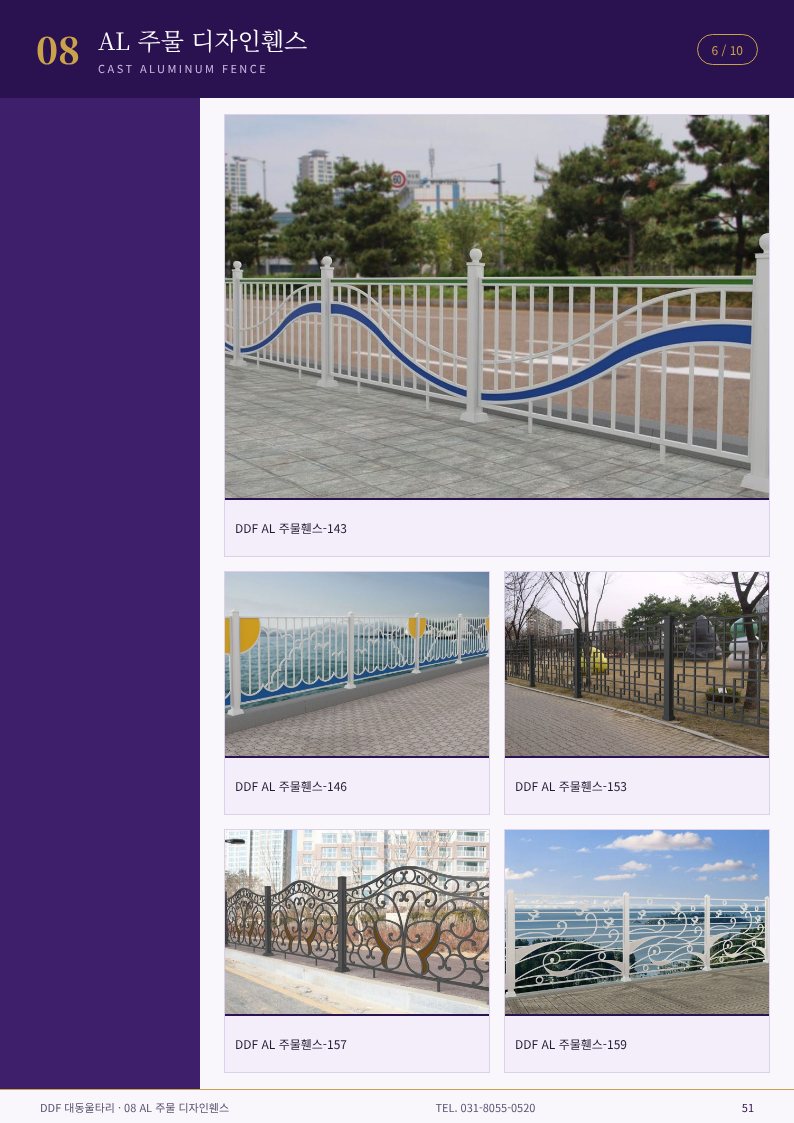 08
AL 주물 디자인휀스
CAST ALUMINUM FENCE
6 / 10
60
DDF AL 주물휀스-143
DDF AL 주물휀스-146
DDF AL 주물휀스-153
DDF AL 주물휀스-157
DDF AL 주물휀스-159
DDF 대동울타리 · 08 AL 주물 디자인휀스
TEL. 031-8055-0520
51